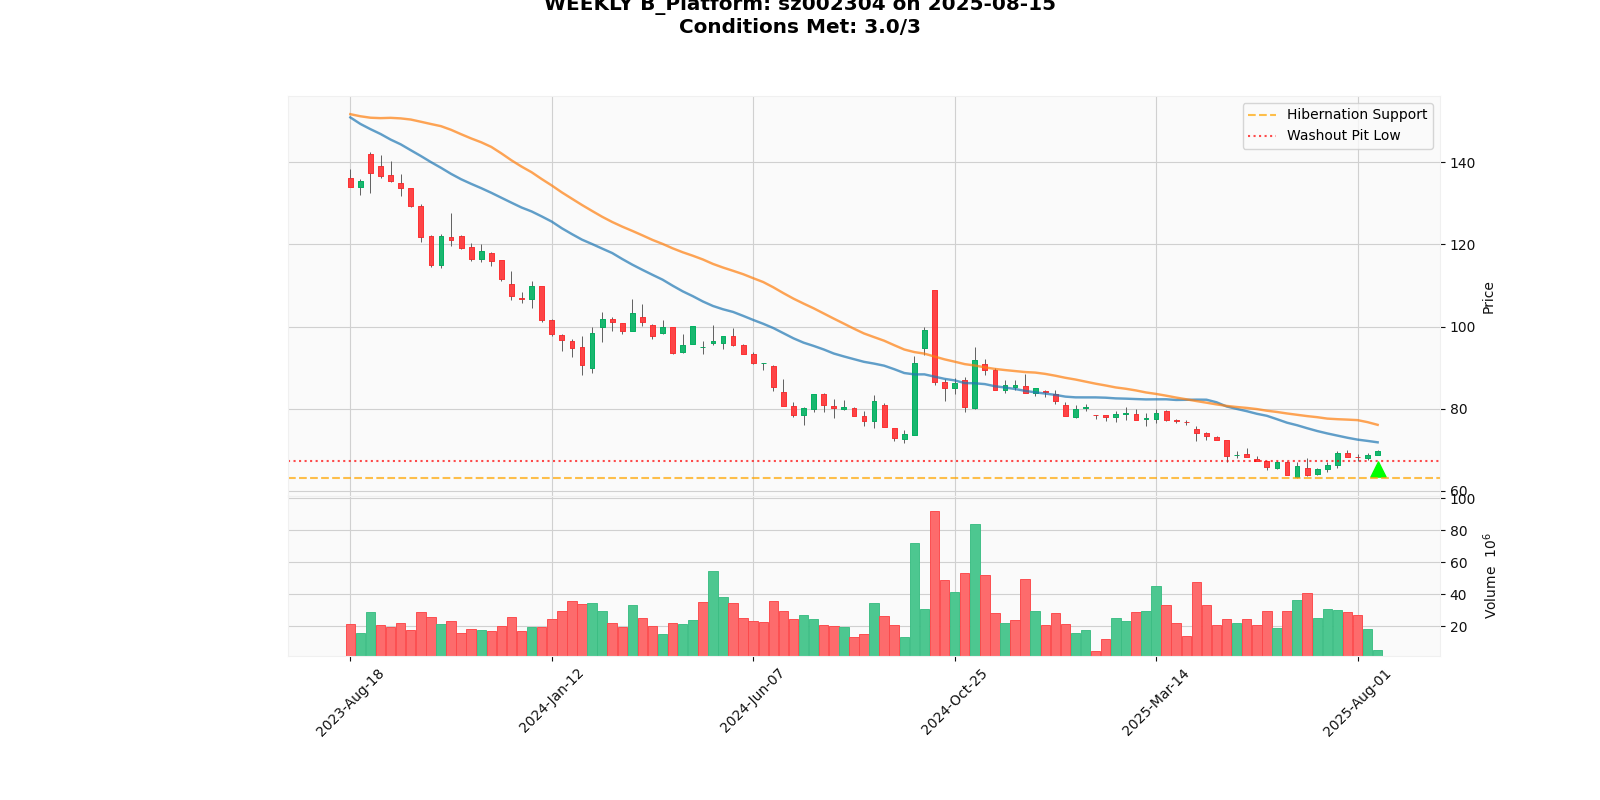 WEEKLY B_Platform: sz002304 on 2025-08-15
Conditions Met: 3.0/3
Hibernation Support
Washout Pit Low
140
120
100
80
60
Price
100
80
60
40
20
Volume 10⁶
2023-Aug-18
2024-Jan-12
2024-Jun-07
2024-Oct-25
2025-Mar-14
2025-Aug-01